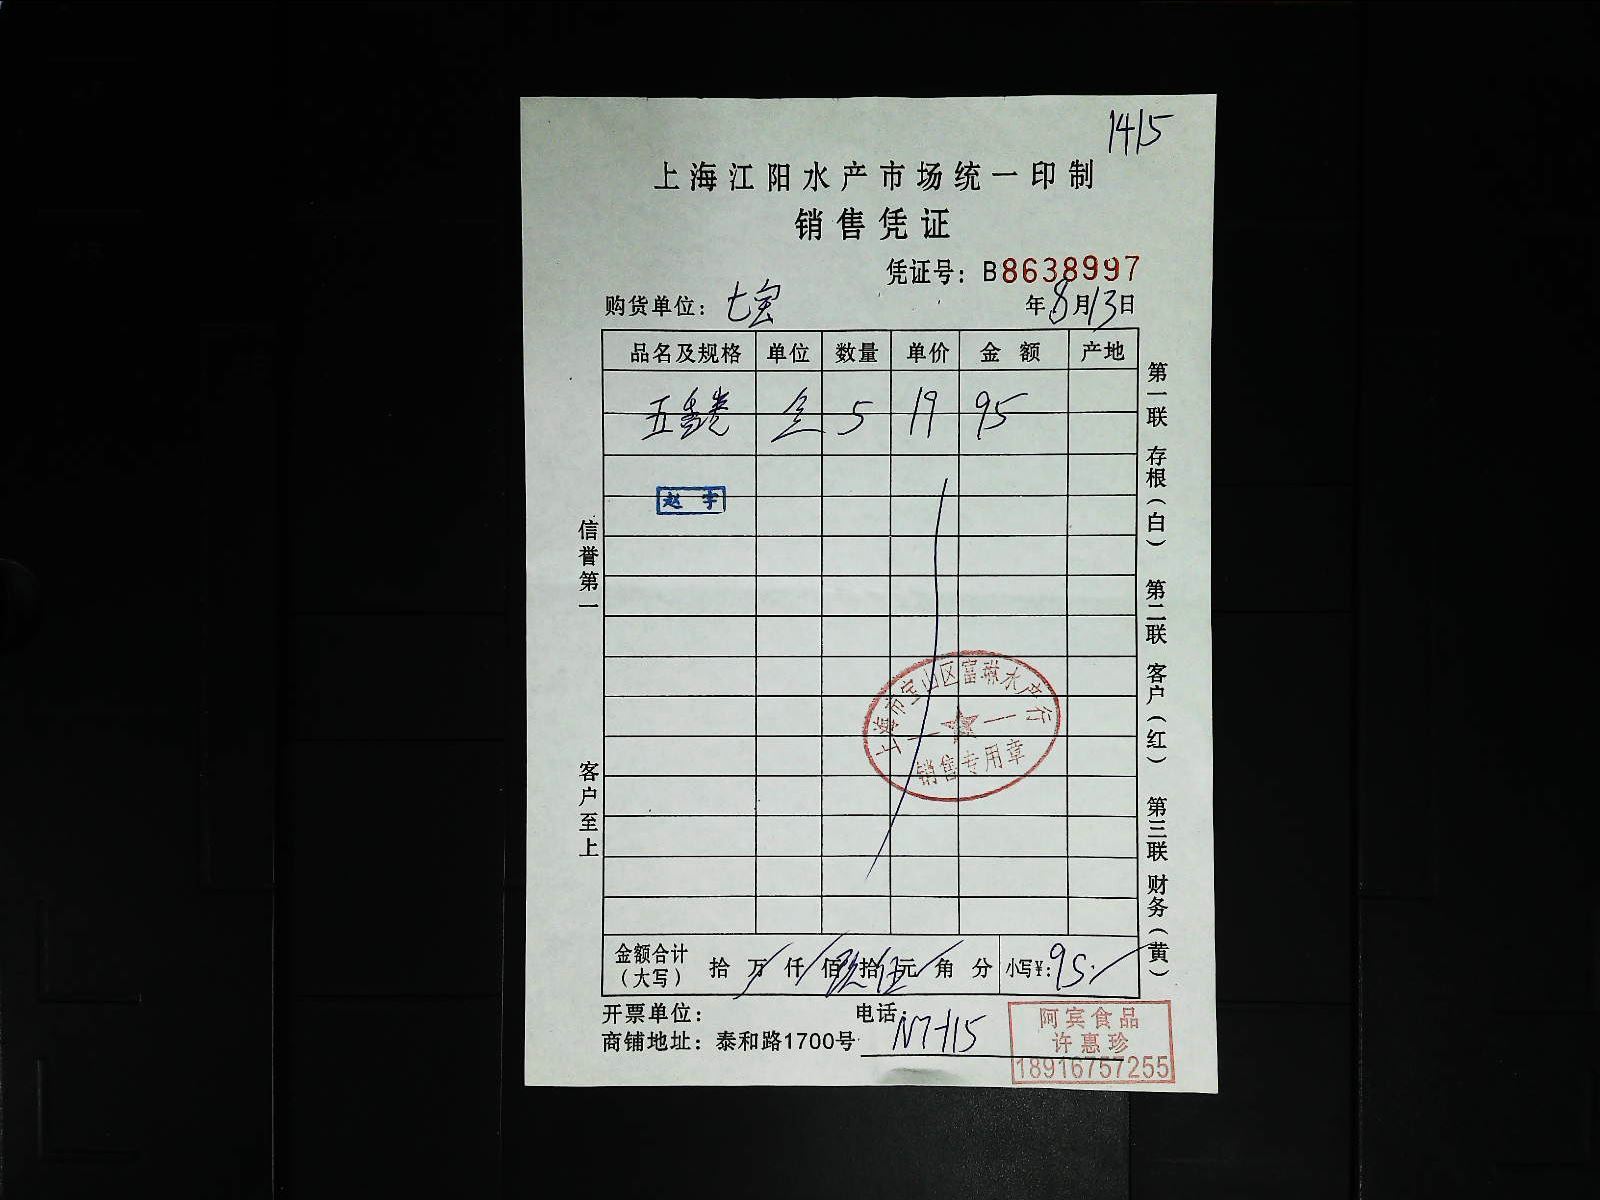 1415
上海江阳水产市场统一印制
销售凭证
凭证号：B8638997
购货单位：七宝 年8月13日
品名及规格 单位 数量 单价 金额 产地
五香卷 5 19 95
赵宇
上海市宝山区富琳水产行
销售专用章
信誉第一
客户至上
第一联 存根（白） 第二联 客户（红） 第三联 财务（黄）
金额合计（大写） 拾 万 仟 佰 玖拾伍元 角 分 小写¥：95.
开票单位： 电话：
商铺地址：泰和路1700号 N7-115
阿宾食品
许惠珍
18916757255